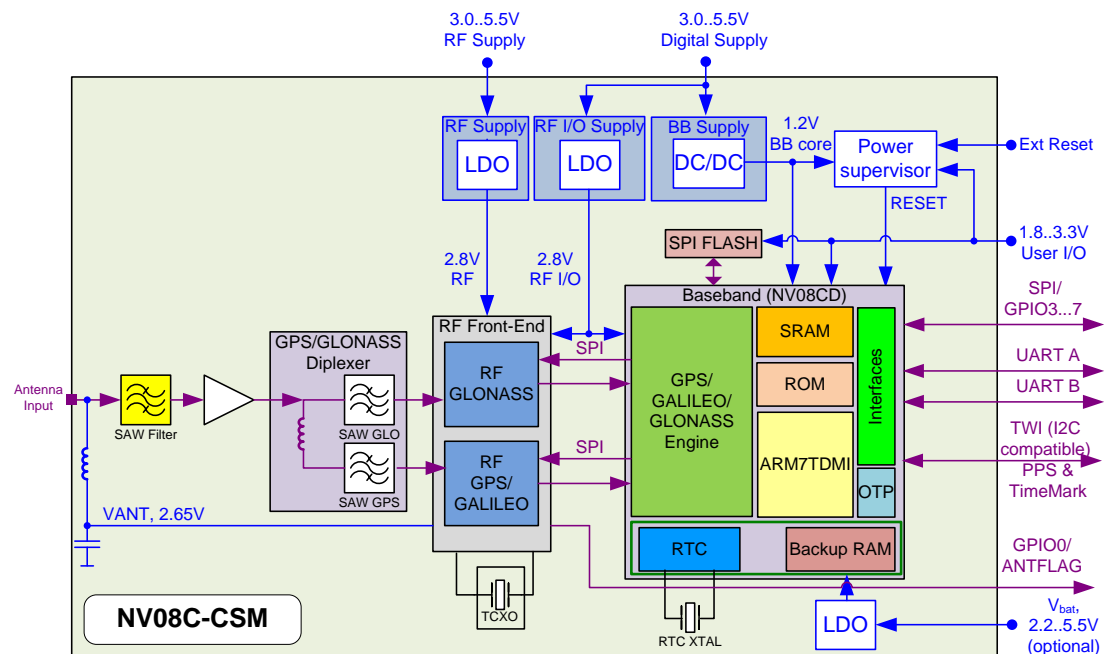 3.0..5.5V
RF Supply
3.0..5.5V
Digital Supply
RF Supply
LDO
RF I/O Supply
LDO
BB Supply
DC/DC
1.2V
BB core
Power
supervisor
Ext Reset
RESET
1.8..3.3V
User I/O
SPI FLASH
2.8V
RF
2.8V
RF I/O
Baseband (NV08CD)
SPI/
GPIO3...7
RF Front-End
GPS/GLONASS
Diplexer
SPI
SRAM
ROM
Interfaces
UART A
UART B
Antenna
Input
SAW Filter
SAW GLO
RF
GLONASS
GPS/
GALILEO/
GLONASS
Engine
ARM7TDMI
TWI (I2C
compatible)
PPS &
TimeMark
SAW GPS
RF
GPS/
GALILEO
SPI
OTP
VANT, 2.65V
RTC
Backup RAM
GPIO0/
ANTFLAG
TCXO
RTC XTAL
LDO
Vbat,
2.2..5.5V
(optional)
NV08C-CSM